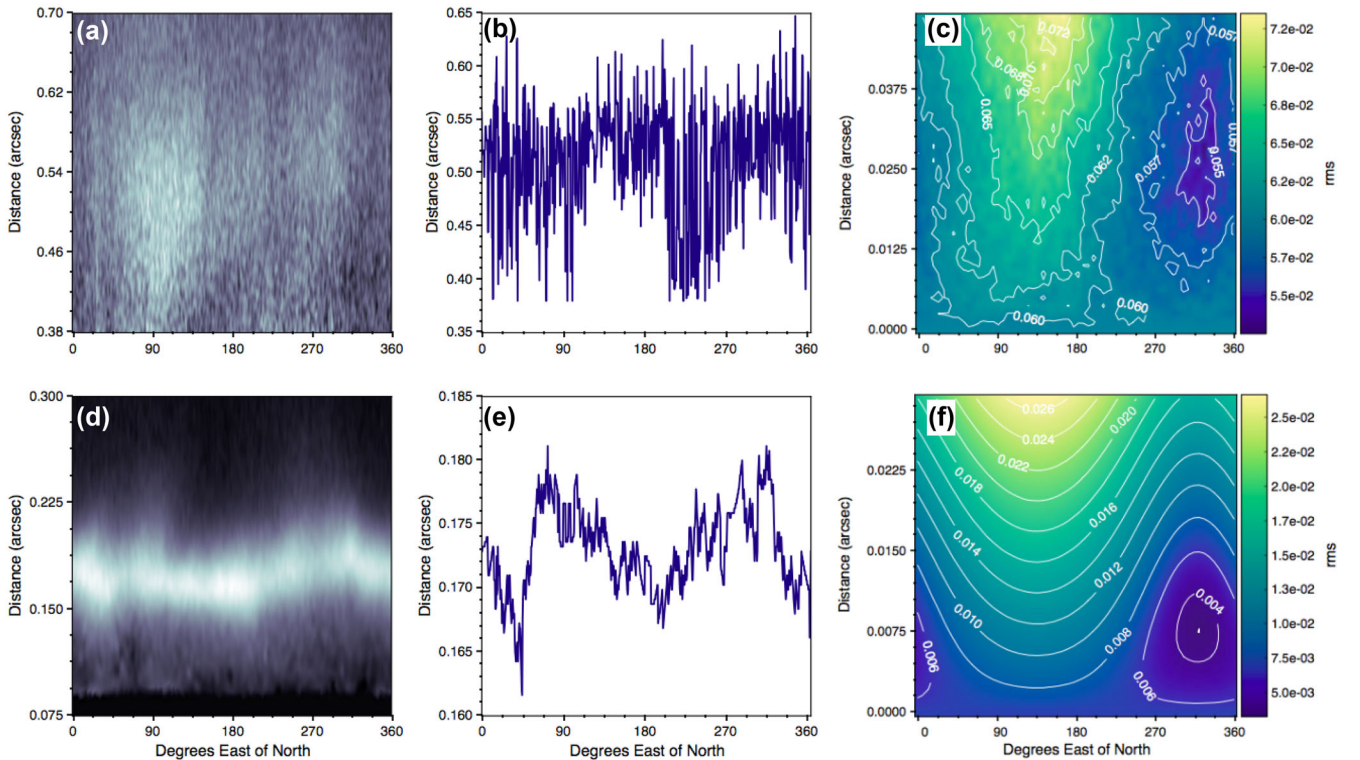 (a)
0.70
0.62
0.54
0.46
0.38
Distance (arcsec)
0 90 180 270 360
(b)
0.65
0.60
0.55
0.50
0.45
0.40
0.35
Distance (arcsec)
0 90 180 270 360
(c)
0.0375
0.0250
0.0125
0.0000
Distance (arcsec)
0 90 180 270 360
0.072
0.070
0.065
0.062
0.057
0.055
0.060
0.060
7.2e-02
7.0e-02
6.8e-02
6.5e-02
6.2e-02
6.0e-02
5.7e-02
5.5e-02
rms
(d)
0.300
0.225
0.150
0.075
Distance (arcsec)
0 90 180 270 360
Degrees East of North
(e)
0.185
0.180
0.175
0.170
0.165
0.160
Distance (arcsec)
0 90 180 270 360
Degrees East of North
(f)
0.0225
0.0150
0.0075
0.0000
Distance (arcsec)
0 90 180 270 360
Degrees East of North
0.026
0.024
0.022
0.020
0.018
0.016
0.014
0.012
0.010
0.008
0.006
0.006
0.004
2.5e-02
2.2e-02
2.0e-02
1.7e-02
1.5e-02
1.2e-02
1.0e-02
7.5e-03
5.0e-03
rms